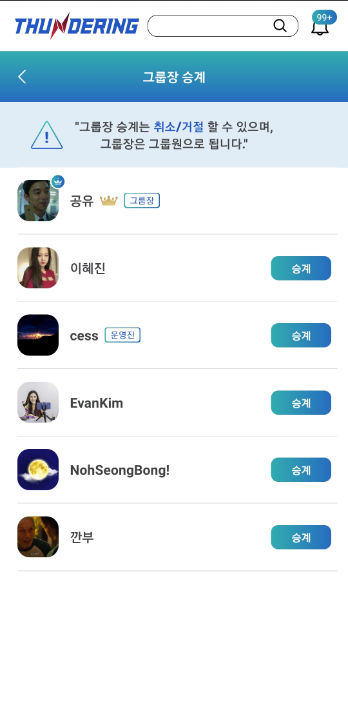 THUNDERING
99+
그룹장 승계
"그룹장 승계는 취소/거절 할 수 있으며,
그룹장은 그룹원으로 됩니다."
공유 그룹장
이혜진 승계
cess 운영진 승계
EvanKim 승계
NohSeongBong! 승계
깐부 승계